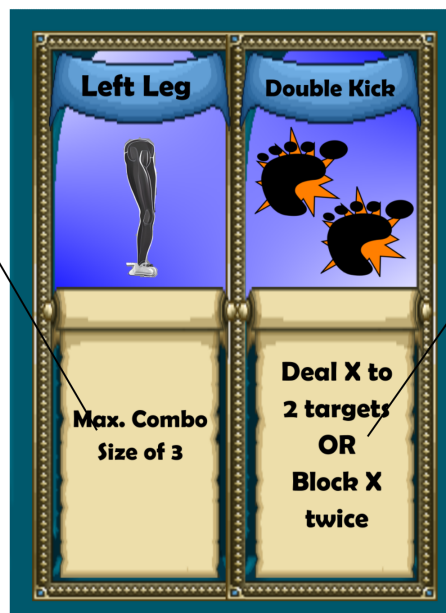 Left Leg
Max. Combo
Size of 3
Double Kick
Deal X to
2 targets
OR
Block X
twice